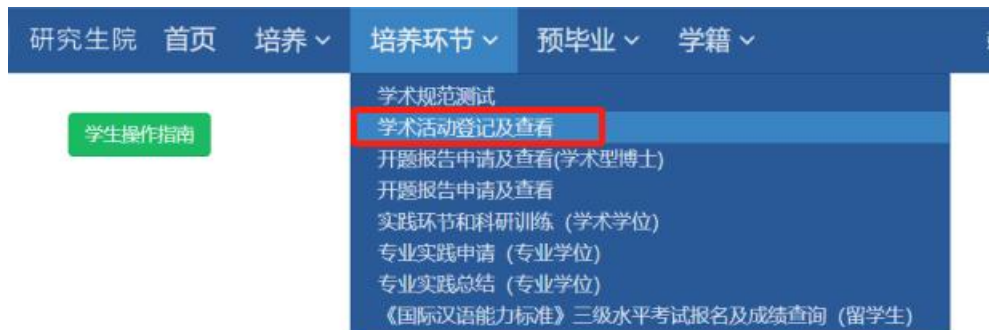 研究生院 首页 培养 培养环节 预毕业 学籍
学术规范测试
学生操作指南
学术活动登记及查看
开题报告申请及查看(学术型博士)
开题报告申请及查看
实践环节和科研训练（学术学位)
专业实践申请（专业学位)
专业实践总结（专业学位)
《国际汉语能力标准》三级水平考试报名及成绩查询（留学生）